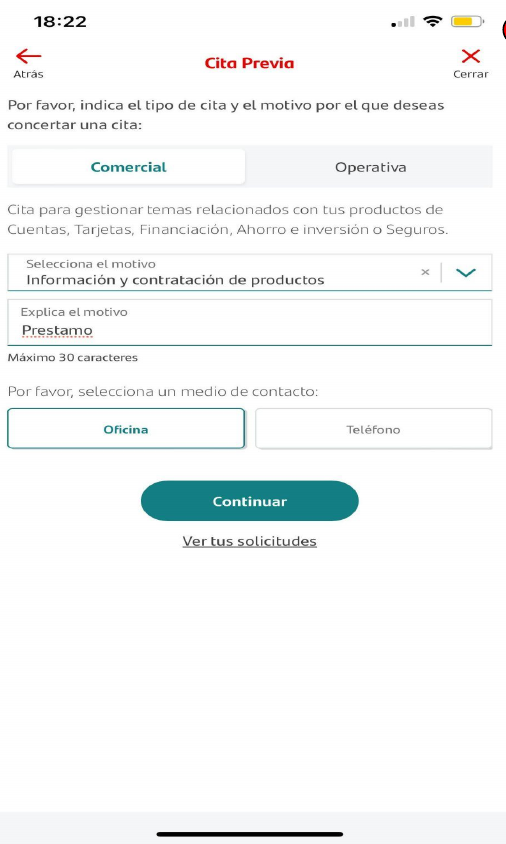 18:22
Atrás
Cita Previa
Cerrar
Por favor, indica el tipo de cita y el motivo por el que deseas
concertar una cita:
Comercial
Operativa
Cita para gestionar temas relacionados con tus productos de
Cuentas, Tarjetas, Financiación, Ahorro e inversión o Seguros.
Selecciona el motivo
Información y contratación de productos
Explica el motivo
Prestamo
Máximo 30 caracteres
Por favor, selecciona un medio de contacto:
Oficina
Teléfono
Continuar
Ver tus solicitudes